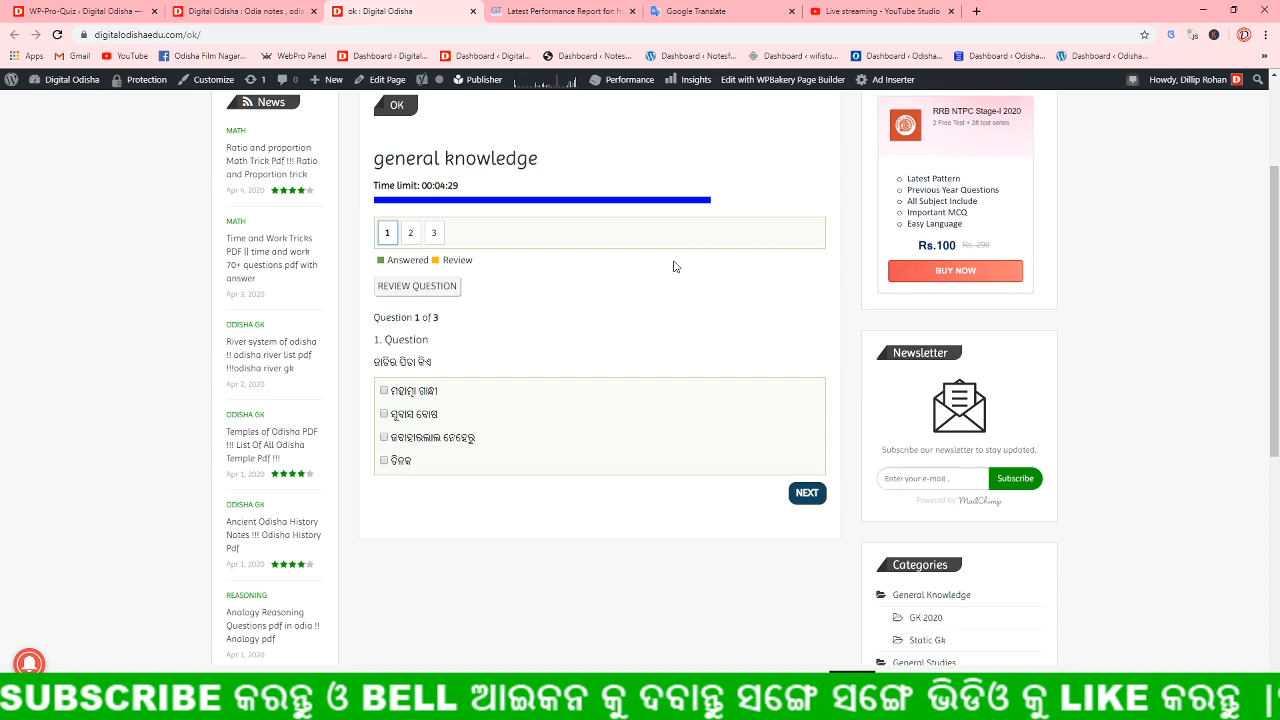 WP-Pro-Quiz ‹ Digital Odisha —
Digital Odisha : Odia notes , odia
ok : Digital Odisha
Latest Performance Report for: h
Google Translate
Live streaming - YouTube Studio
digitalodishaedu.com/ok/
Apps
Gmail
YouTube
Odisha Film Nagar...
WebPro Panel
Dashboard ‹ Digital...
Dashboard ‹ Digital...
Dashboard ‹ Notes...
Dashboard ‹ Notes...
Dashboard ‹ wifistu...
Dashboard ‹ Odisha...
Dashboard ‹ Odisha...
Dashboard ‹ Odisha...
Digital Odisha
Protection
Customize
1
0
New
Edit Page
Publisher
Performance
Insights
Edit with WPBakery Page Builder
Ad Inserter
Howdy, Dillip Rohan
News
MATH
Ratio and proportion
Math Trick Pdf !!! Ratio
and Proportion trick
Apr 4, 2020
MATH
Time and Work Tricks
PDF || time and work
70+ questions pdf with
answer
Apr 3, 2020
ODISHA GK
River system of odisha
!! odisha river list pdf
!!!odisha river gk
Apr 2, 2020
ODISHA GK
Temples of Odisha PDF
!!! List Of All Odisha
Temple Pdf !!!
Apr 1, 2020
ODISHA GK
Ancient Odisha History
Notes !!! Odisha History
Pdf
Apr 1, 2020
REASONING
Analogy Reasoning
Questions pdf in odia !!
Analogy pdf
Apr 1, 2020
OK
general knowledge
Time limit: 00:04:29
1 2 3
Answered Review
REVIEW QUESTION
Question 1 of 3
1. Question
ଜାତିର ପିତା କିଏ
ମହାତ୍ମା ଗାନ୍ଧୀ
ସୁବାସ ବୋଷ
ଜବାହାରଲାଲ ନେହେରୁ
ତିଳକ
NEXT
RRB NTPC Stage-I 2020
2 Free Test + 28 test series
Latest Pattern
Previous Year Questions
All Subject Include
Important MCQ
Easy Language
Rs.100 Rs. 299
BUY NOW
Newsletter
Subscribe our newsletter to stay updated.
Enter your e-mail ..
Subscribe
Powered by MailChimp
Categories
General Knowledge
GK 2020
Static Gk
General Studies
SUBSCRIBE କରନ୍ତୁ ଓ BELL ଆଇକନ କୁ ଦବାନ୍ତୁ ସଙ୍ଗେ ସଙ୍ଗେ ଭିଡିଓ କୁ LIKE କରନ୍ତୁ |